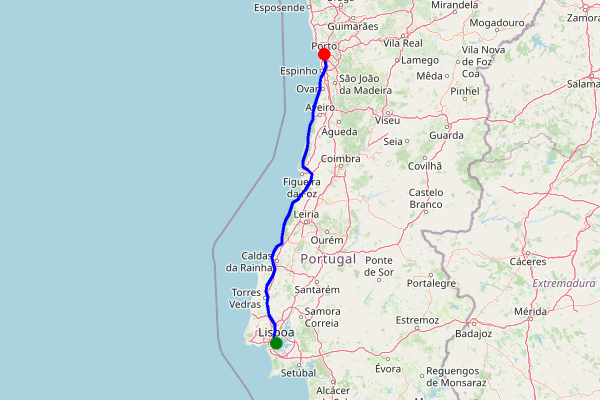 Esposende
Braga
Mirandela
Guimarães
Mogadouro
Zamora
Porto
Vila Real
Lamego
Vila Nova
de Foz
Coa
Espinho
São João
da Madeira
Mêda
Pinhel
Salama
Ovar
Aveiro
Viseu
Águeda
Guarda
Seia
Coimbra
Covilhã
Figueira
da Foz
Castelo
Branco
Leiria
Ourém
Caldas
da Rainha
Portugal
Ponte
de Sor
Cáceres
Santarém
Portalegre
Extremadura
Torres
Vedras
Samora
Correia
Mérida
Estremoz
Lisboa
Badajoz
Setúbal
Évora
Reguengos
de Monsaraz
Alcácer